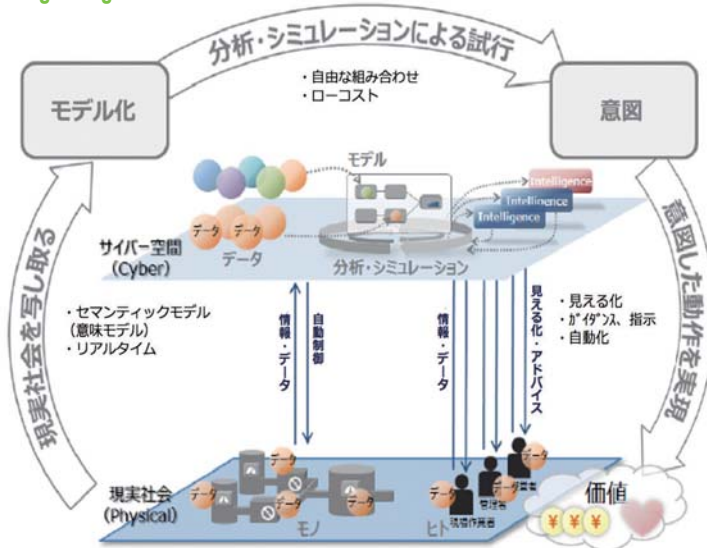 分析・シミュレーションによる試行
・自由な組み合わせ
・ローコスト
モデル化
意図
モデル
Intelligence
Intelligence
Intelligence
データ
データ
データ
サイバー空間
(Cyber)
分析・シミュレーション
現実社会を写し取る
・セマンティックモデル
(意味モデル)
・リアルタイム
情報・データ
自動制御
情報・データ
見える化・アドバイス
・見える化
・ガイダンス、指示
・自動化
意図した動作を実現
現実社会
(Physical)
データ
データ
データ
データ
モノ
データ
ヒト
現場作業者
データ
管理者
データ
価値
¥ ¥ ¥